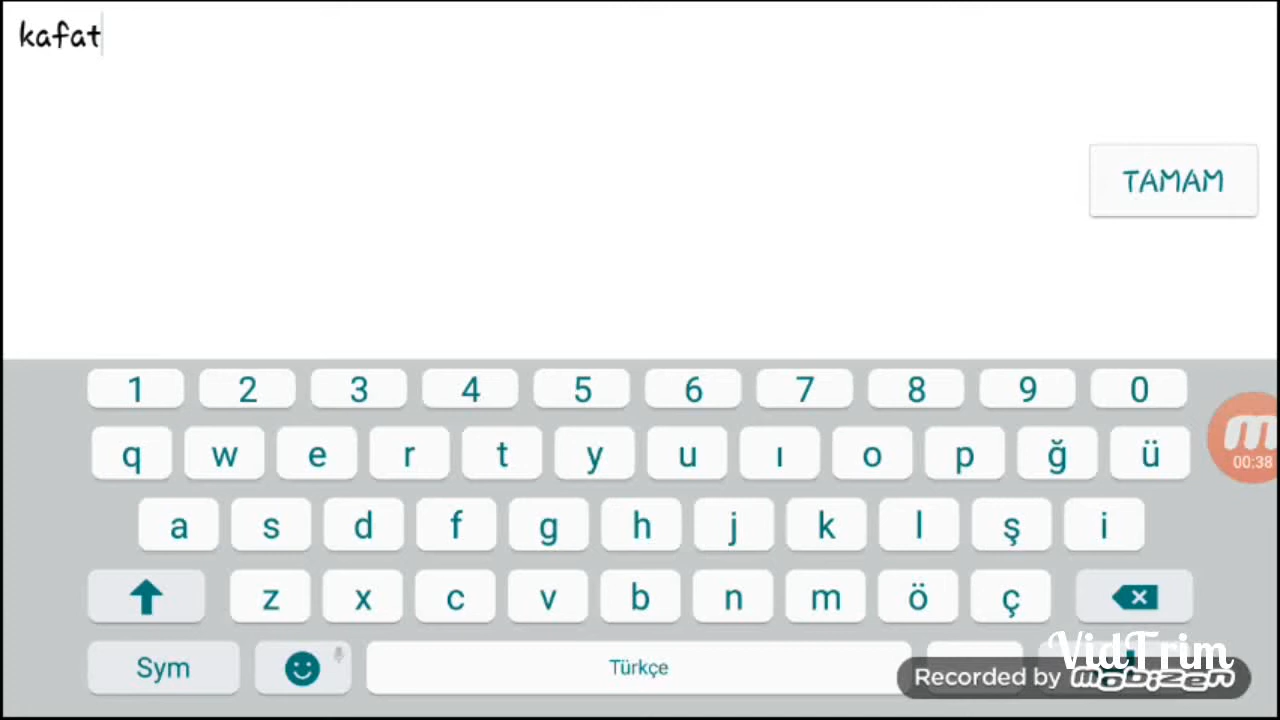 kafat
TAMAM
1 2 3 4 5 6 7 8 9 0
q w e r t y u ı o p ğ ü
a s d f g h j k l ş i
00:38
z x c v b n m ö ç
Sym Türkçe
VidTrim
Recorded by mobizen